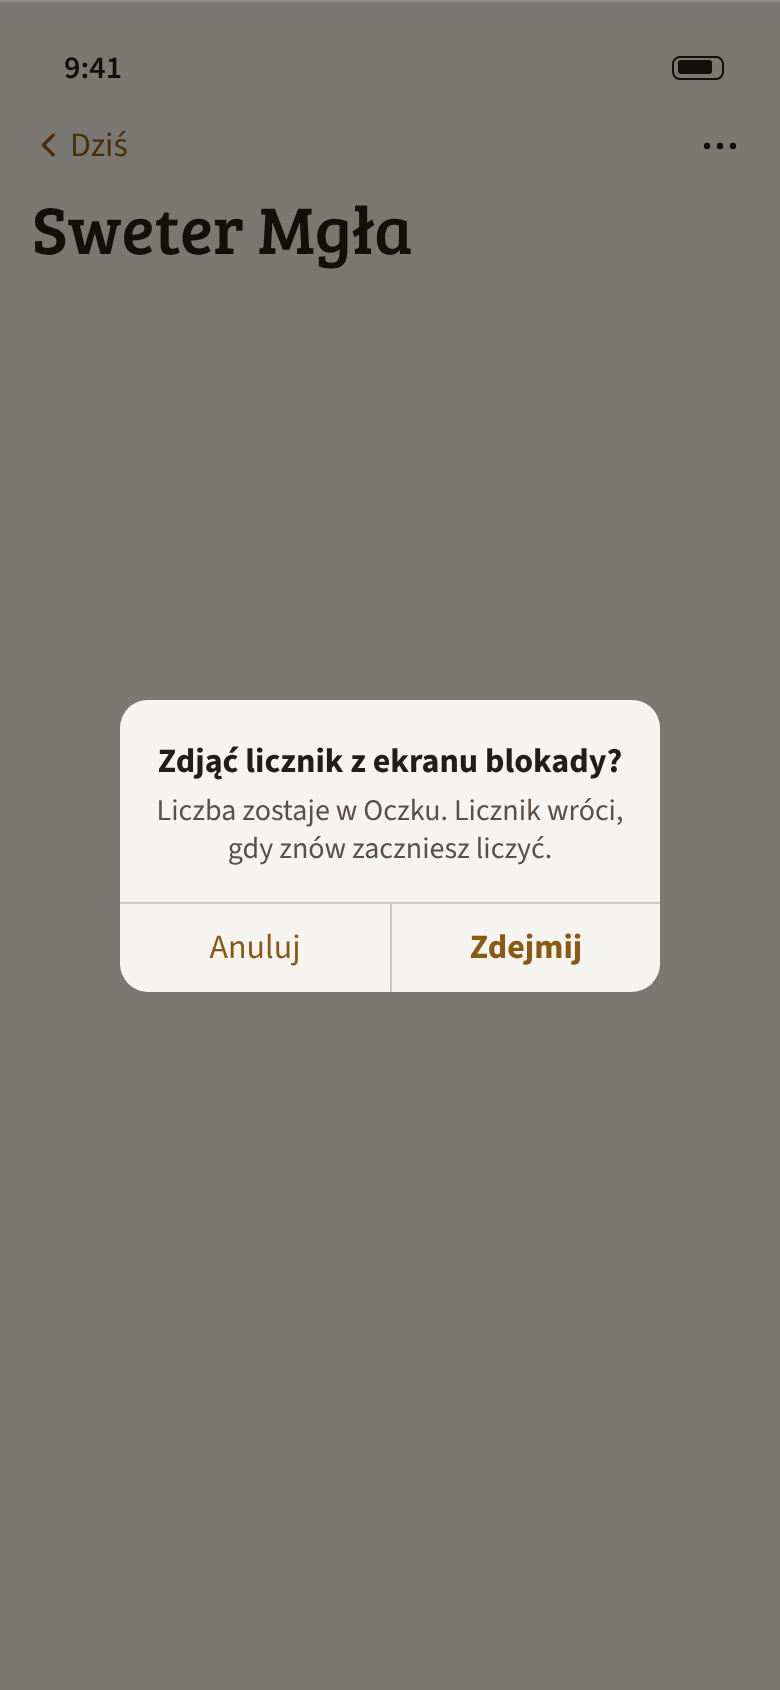 9:41
Dziś
Sweter Mgła
Zdjąć licznik z ekranu blokady?
Liczba zostaje w Oczku. Licznik wróci,
gdy znów zaczniesz liczyć.
Anuluj
Zdejmij